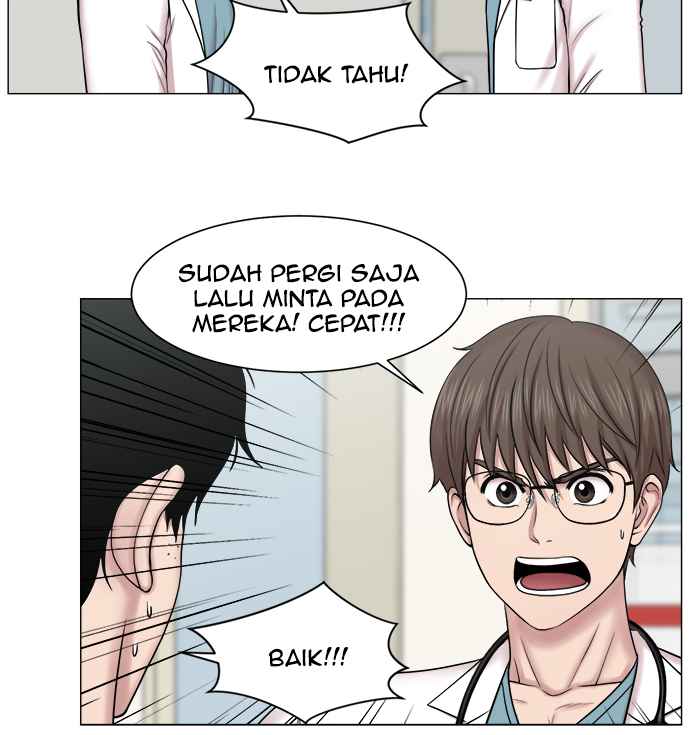 TIDAK TAHU!
SUDAH PERGI SAJA
LALU MINTA PADA
MEREKA! CEPAT!!!
BAIK!!!